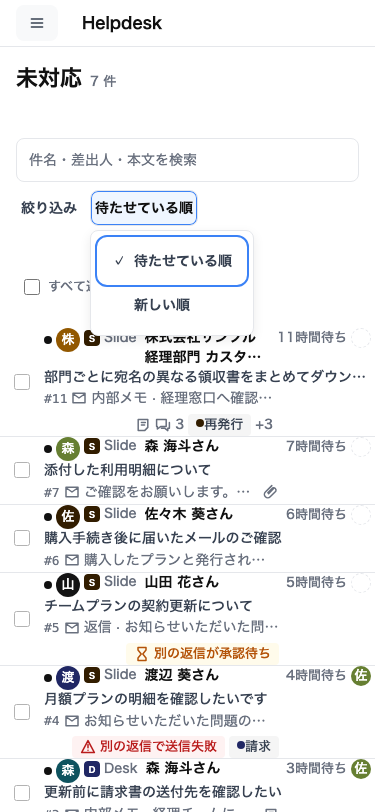 Helpdesk
未対応 7 件
件名・差出人・本文を検索
絞り込み 待たせている順
✓ 待たせている順
すべて
新しい順
株 S Slide 株式会社サンプル 11時間待ち
経理部門 カスタ…
部門ごとに宛名の異なる領収書をまとめてダウン…
#11 内部メモ・経理窓口へ確認…
3 再発行 +3
森 S Slide 森 海斗さん 7時間待ち
添付した利用明細について
#7 ご確認をお願いします。…
佐 S Slide 佐々木 葵さん 6時間待ち
購入手続き後に届いたメールのご確認
#6 購入したプランと発行され…
山 S Slide 山田 花さん 5時間待ち
チームプランの契約更新について
#5 返信・お知らせいただいた問…
別の返信が承認待ち
渡 S Slide 渡辺 葵さん 4時間待ち 佐
月額プランの明細を確認したいです
#4 お知らせいただいた問題の…
別の返信で送信失敗 請求
森 D Desk 森 海斗さん 3時間待ち 佐
更新前に請求書の送付先を確認したい